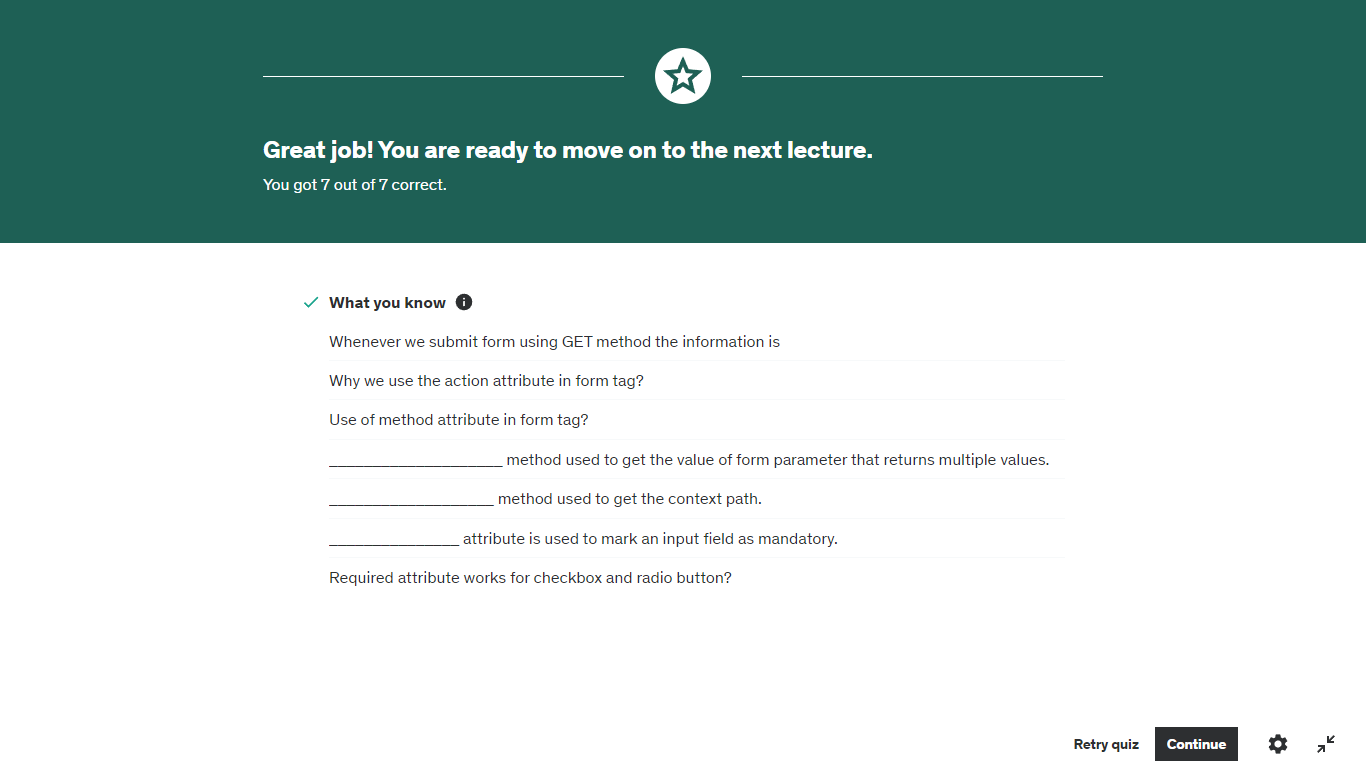 Great job! You are ready to move on to the next lecture.
You got 7 out of 7 correct.
What you know
Whenever we submit form using GET method the information is
Why we use the action attribute in form tag?
Use of method attribute in form tag?
____________________ method used to get the value of form parameter that returns multiple values.
___________________ method used to get the context path.
_______________ attribute is used to mark an input field as mandatory.
Required attribute works for checkbox and radio button?
Retry quiz
Continue